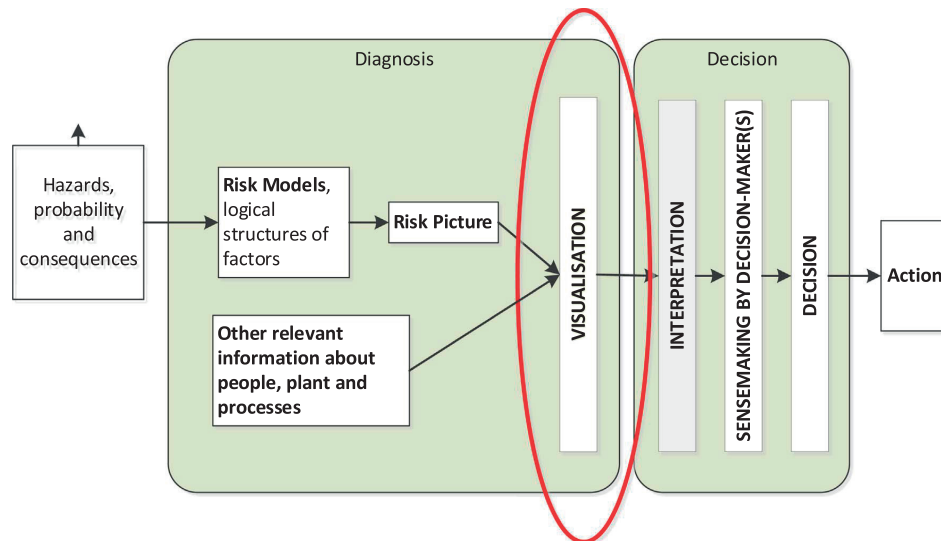 Diagnosis
Decision
Hazards,
probability
and
consequences
Risk Models,
logical
structures of
factors
Risk Picture
Other relevant
information about
people, plant and
processes
VISUALISATION
INTERPRETATION
SENSEMAKING BY DECISION-MAKER(S)
DECISION
Action